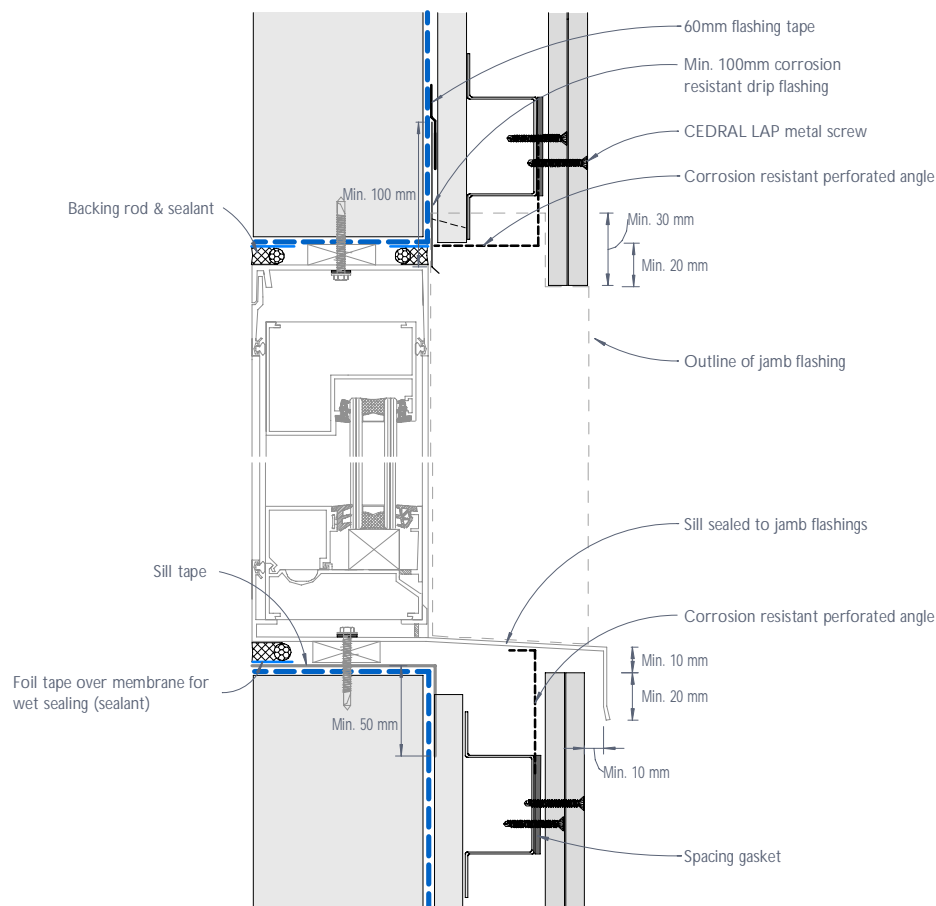 60mm flashing tape
Min. 100mm corrosion
resistant drip flashing
CEDRAL LAP metal screw
Corrosion resistant perforated angle
Min. 100 mm
Backing rod & sealant
Min. 30 mm
Min. 20 mm
Outline of jamb flashing
Sill sealed to jamb flashings
Sill tape
Corrosion resistant perforated angle
Min. 10 mm
Foil tape over membrane for
wet sealing (sealant)
Min. 20 mm
Min. 50 mm
Min. 10 mm
Spacing gasket